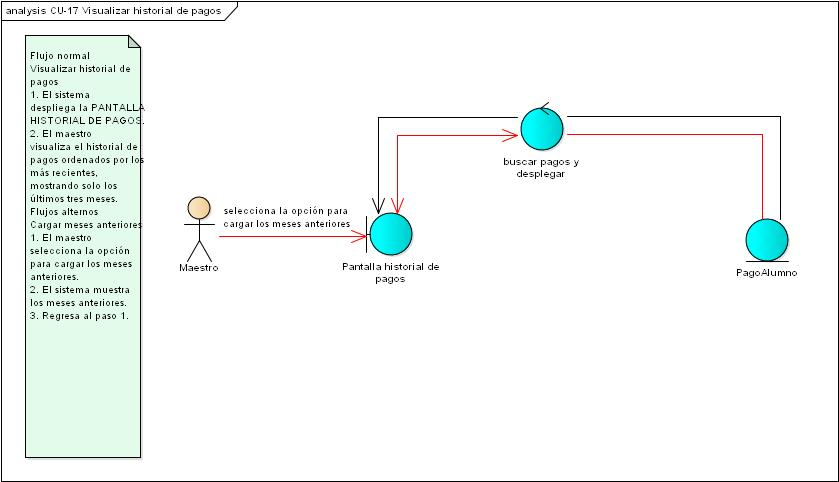 analysis CU-17 Visualizar historial de pagos
Flujo normal
Visualizar historial de
pagos
1. El sistema
despliega la PANTALLA
HISTORIAL DE PAGOS.
2. El maestro
visualiza el historial de
pagos ordenados por los
más recientes,
mostrando solo los
últimos tres meses.
Flujos alternos
Cargar meses anteriores
1. El maestro
selecciona la opción
para cargar los meses
anteriores.
2. El sistema muestra
los meses anteriores.
3. Regresa al paso 1.
Maestro
selecciona la opción para
cargar los meses anteriores
Pantalla historial de
pagos
buscar pagos y
desplegar
PagoAlumno